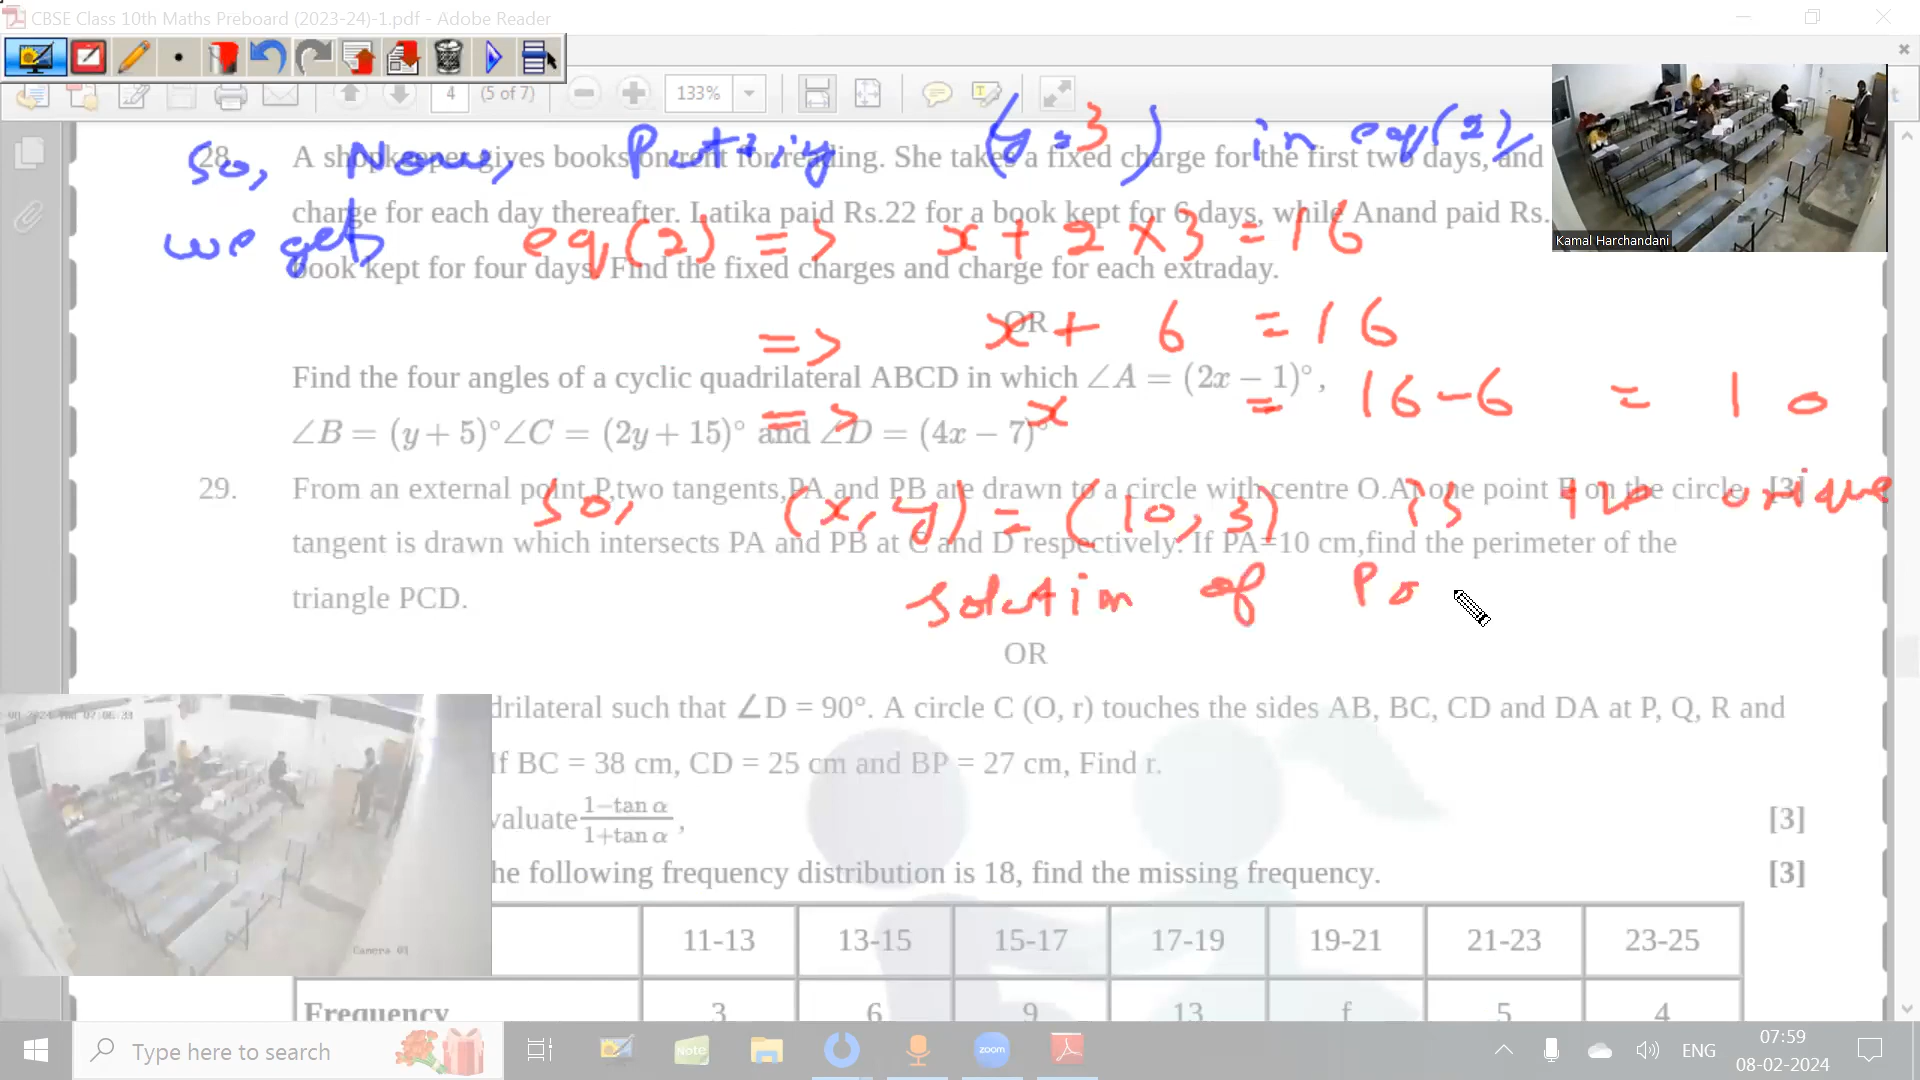 CBSE Class 10th Maths Preboard (2023-24)-1.pdf - Adobe Reader
4 (5 of 7) 133%
So, Now, Putting (y = 3) in eq(2),
28. A shopkeeper gives books on rent for reading. She takes a fixed charge for the first two days, and
charge for each day thereafter. Latika paid Rs.22 for a book kept for 6 days, while Anand paid Rs.
we get, eq(2) => x + 2 × 3 = 16
Kamal Harchandani
book kept for four days. Find the fixed charges and charge for each extraday.
OR
=> x + 6 = 16
Find the four angles of a cyclic quadrilateral ABCD in which ∠A = (2x − 1)°,
=> x = 16 - 6 = 10
∠B = (y + 5)°∠C = (2y + 15)° and ∠D = (4x − 7)°
29. From an external point P,two tangents,PA and PB are drawn to a circle with centre O.At one point E on the circle [3]
So, (x, y) = (10, 3) is the unique
tangent is drawn which intersects PA and PB at C and D respectively. If PA=10 cm,find the perimeter of the
solution of Po
triangle PCD.
OR
drilateral such that ∠D = 90°. A circle C (O, r) touches the sides AB, BC, CD and DA at P, Q, R and
If BC = 38 cm, CD = 25 cm and BP = 27 cm, Find r.
valuate (1−tan α)/(1+tan α), [3]
he following frequency distribution is 18, find the missing frequency. [3]
11-13 13-15 15-17 17-19 19-21 21-23 23-25
Camera 01
Frequency 3 6 9 13 f 5 4
Type here to search Note zoom ENG 07:59
08-02-2024